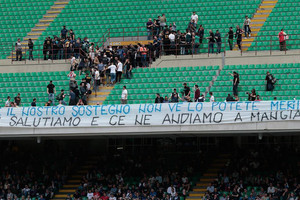 IL NOSTRO SOSTEGNO NON VE LO POTETE MERI
SALUTIAMO E CE NE ANDIAMO A MANGIA